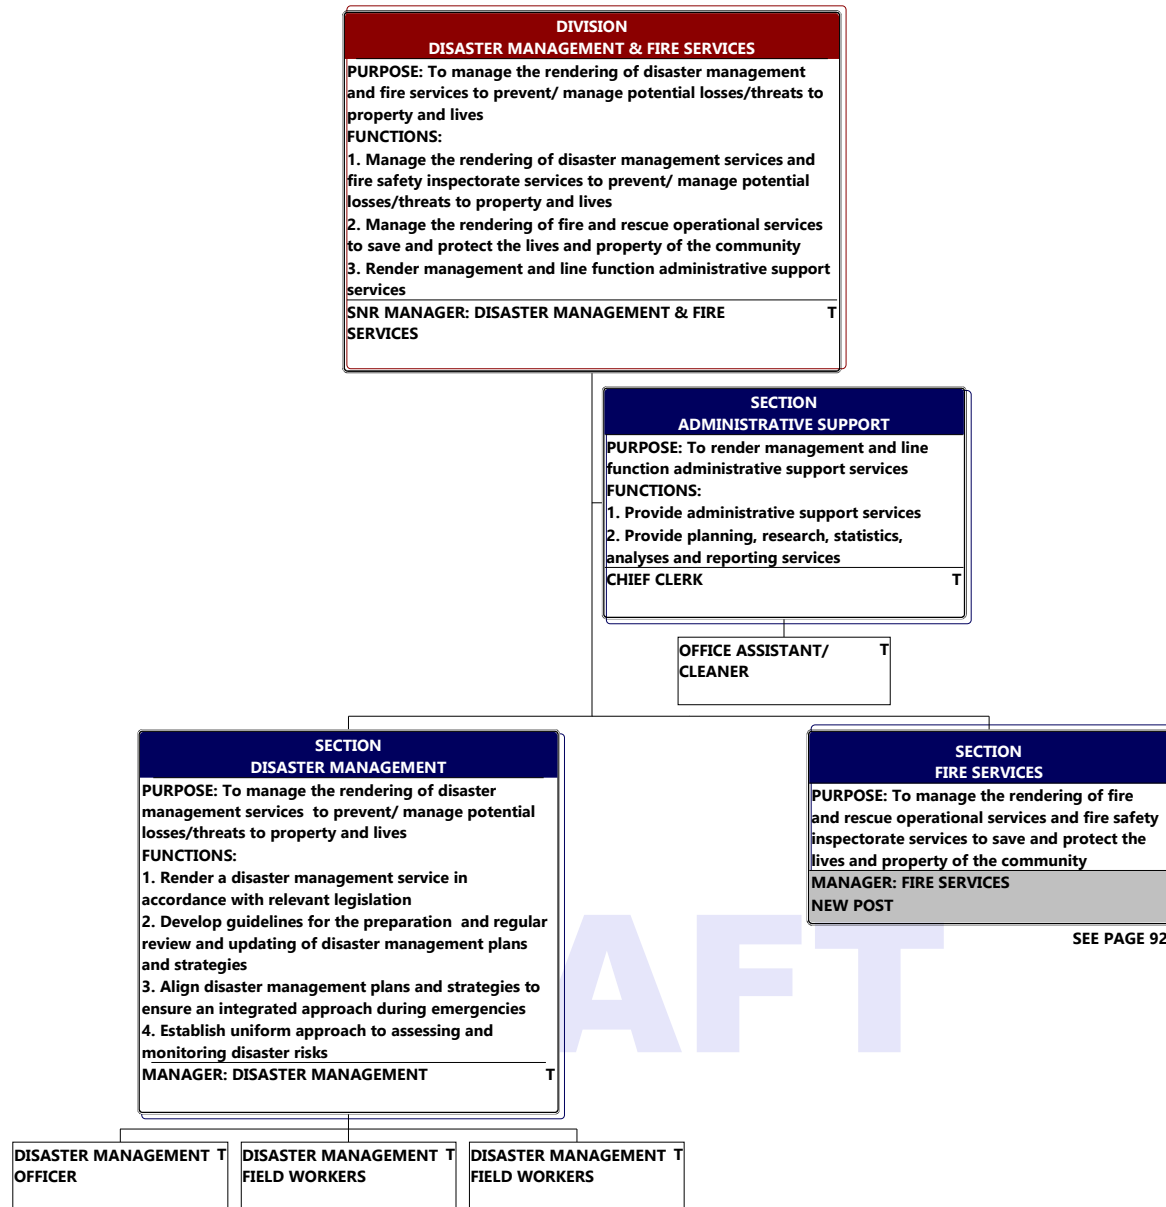 DIVISION
DISASTER MANAGEMENT & FIRE SERVICES
PURPOSE: To manage the rendering of disaster management
and fire services to prevent/ manage potential losses/threats to
property and lives
FUNCTIONS:
1. Manage the rendering of disaster management services and
fire safety inspectorate services to prevent/ manage potential
losses/threats to property and lives
2. Manage the rendering of fire and rescue operational services
to save and protect the lives and property of the community
3. Render management and line function administrative support
services
SNR MANAGER: DISASTER MANAGEMENT & FIRE T
SERVICES
SECTION
ADMINISTRATIVE SUPPORT
PURPOSE: To render management and line
function administrative support services
FUNCTIONS:
1. Provide administrative support services
2. Provide planning, research, statistics,
analyses and reporting services
CHIEF CLERK T
OFFICE ASSISTANT/ T
CLEANER
SECTION
DISASTER MANAGEMENT
PURPOSE: To manage the rendering of disaster
management services to prevent/ manage potential
losses/threats to property and lives
FUNCTIONS:
1. Render a disaster management service in
accordance with relevant legislation
2. Develop guidelines for the preparation and regular
review and updating of disaster management plans
and strategies
3. Align disaster management plans and strategies to
ensure an integrated approach during emergencies
4. Establish uniform approach to assessing and
monitoring disaster risks
MANAGER: DISASTER MANAGEMENT T
SECTION
FIRE SERVICES
PURPOSE: To manage the rendering of fire
and rescue operational services and fire safety
inspectorate services to save and protect the
lives and property of the community
MANAGER: FIRE SERVICES
NEW POST
SEE PAGE 92
AFT
DISASTER MANAGEMENT T
OFFICER
DISASTER MANAGEMENT T
FIELD WORKERS
DISASTER MANAGEMENT T
FIELD WORKERS